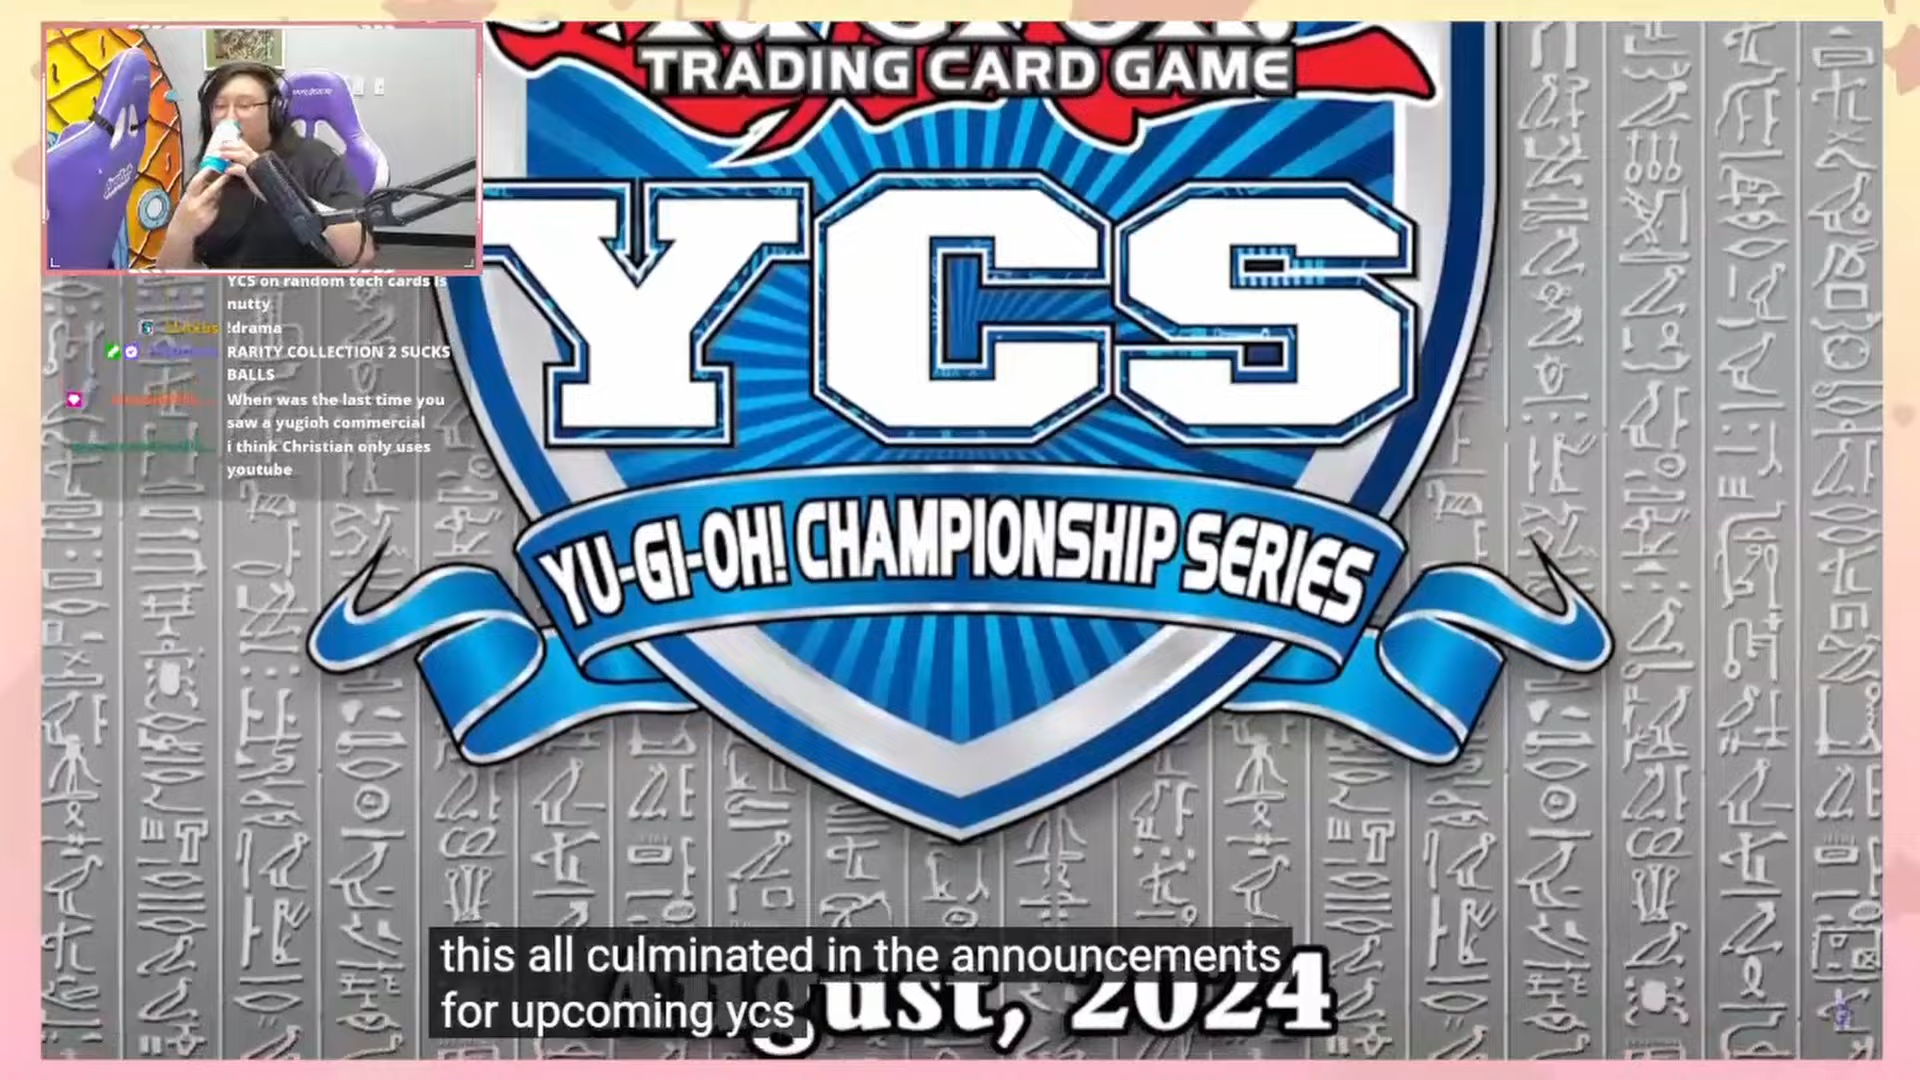 TRADING CARD GAME
YCS
YU-GI-OH! CHAMPIONSHIP SERIES
YCS on random tech cards is
nutty
!drama
RARITY COLLECTION 2 SUCKS
BALLS
When was the last time you
saw a yugioh commercial
i think Christian only uses
youtube
this all culminated in the announcements
for upcoming ycs
August, 2024